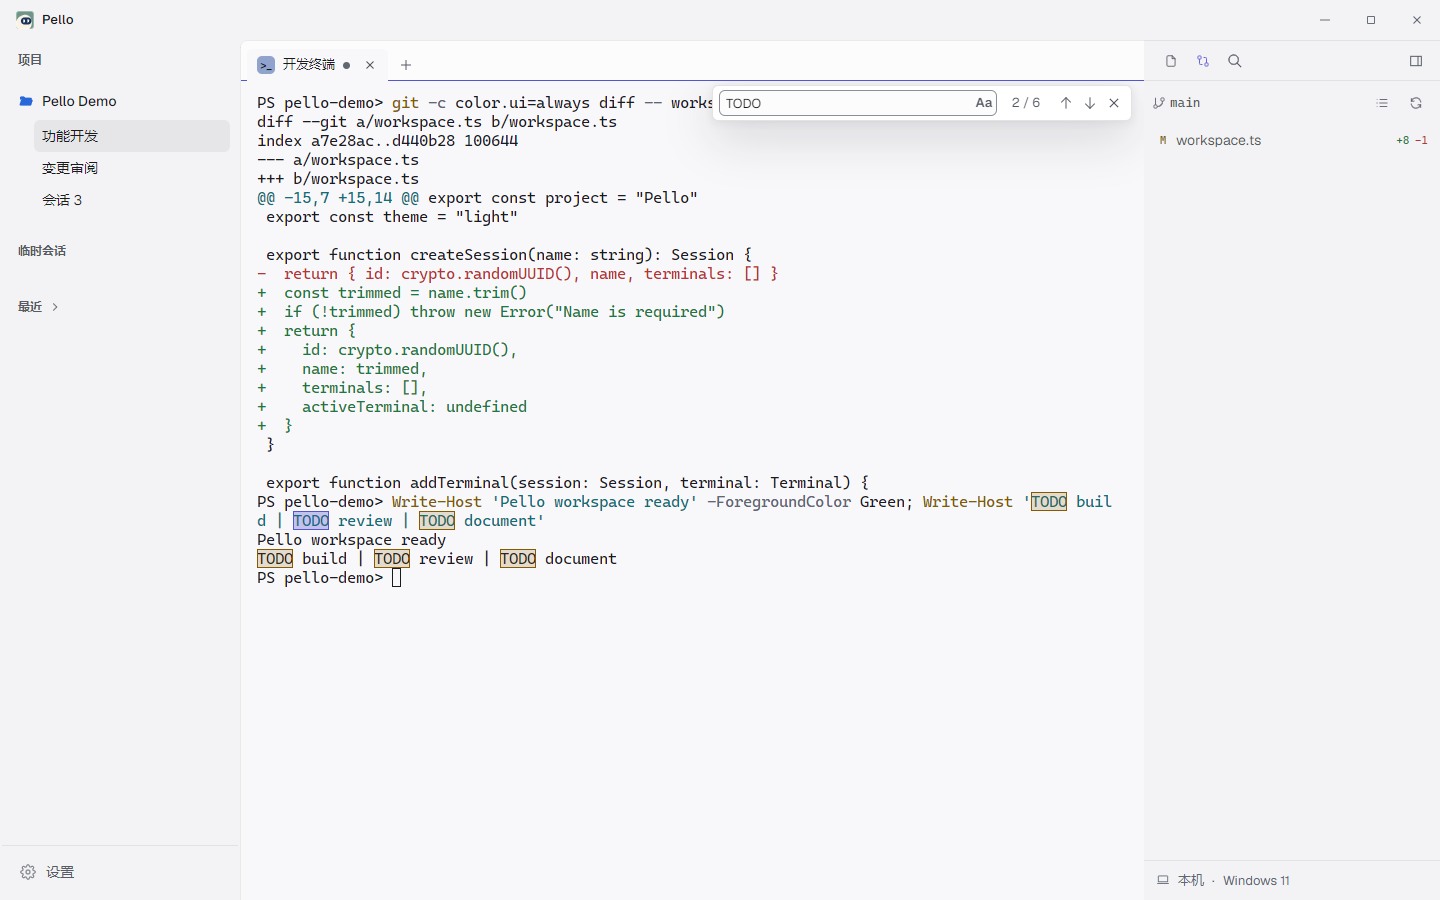 Pello
项目
Pello Demo
功能开发
变更审阅
会话 3
临时会话
最近
设置
开发终端
PS pello-demo> git -c color.ui=always diff -- works
TODO
Aa
2 / 6
diff --git a/workspace.ts b/workspace.ts
index a7e28ac..d440b28 100644
--- a/workspace.ts
+++ b/workspace.ts
@@ -15,7 +15,14 @@ export const project = "Pello"
 export const theme = "light"
 export function createSession(name: string): Session {
-  return { id: crypto.randomUUID(), name, terminals: [] }
+  const trimmed = name.trim()
+  if (!trimmed) throw new Error("Name is required")
+  return {
+    id: crypto.randomUUID(),
+    name: trimmed,
+    terminals: [],
+    activeTerminal: undefined
+  }
 }
 export function addTerminal(session: Session, terminal: Terminal) {
PS pello-demo> Write-Host 'Pello workspace ready' -ForegroundColor Green; Write-Host 'TODO buil
d | TODO review | TODO document'
Pello workspace ready
TODO build | TODO review | TODO document
PS pello-demo>
main
M workspace.ts +8 -1
本机 · Windows 11